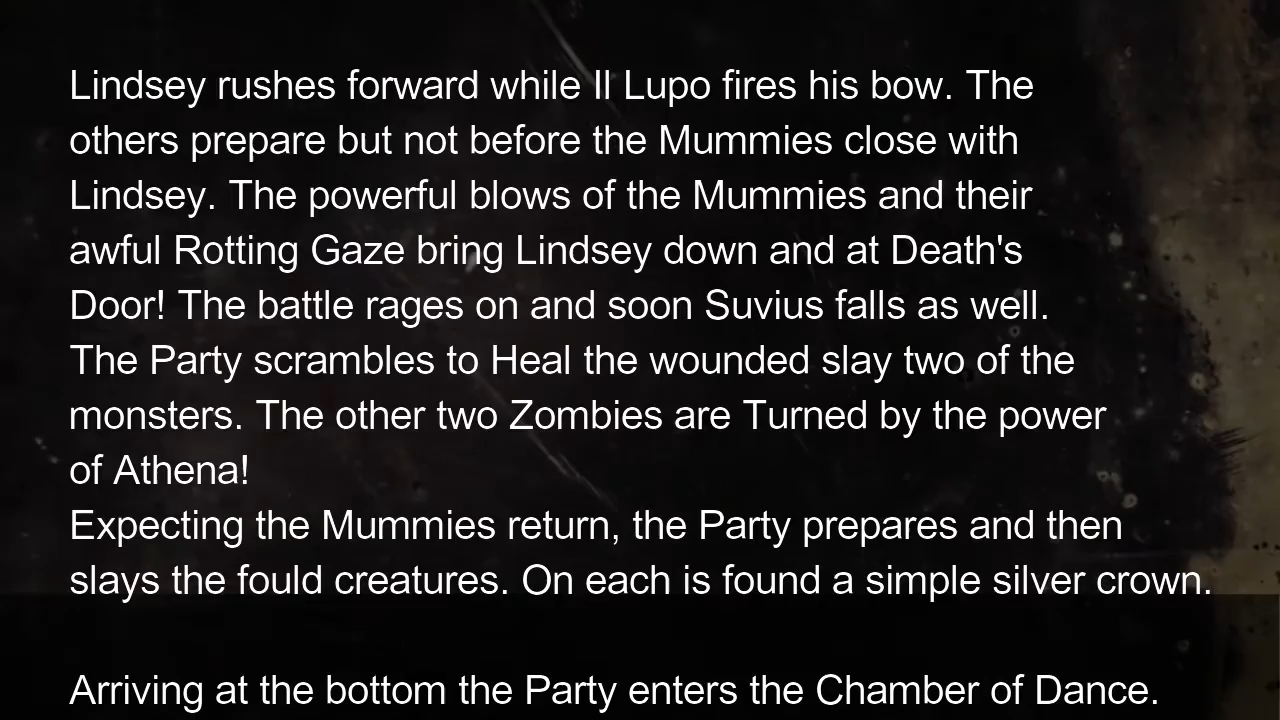 Lindsey rushes forward while Il Lupo fires his bow. The
others prepare but not before the Mummies close with
Lindsey. The powerful blows of the Mummies and their
awful Rotting Gaze bring Lindsey down and at Death's
Door! The battle rages on and soon Suvius falls as well.
The Party scrambles to Heal the wounded slay two of the
monsters. The other two Zombies are Turned by the power
of Athena!
Expecting the Mummies return, the Party prepares and then
slays the fould creatures. On each is found a simple silver crown.
Arriving at the bottom the Party enters the Chamber of Dance.